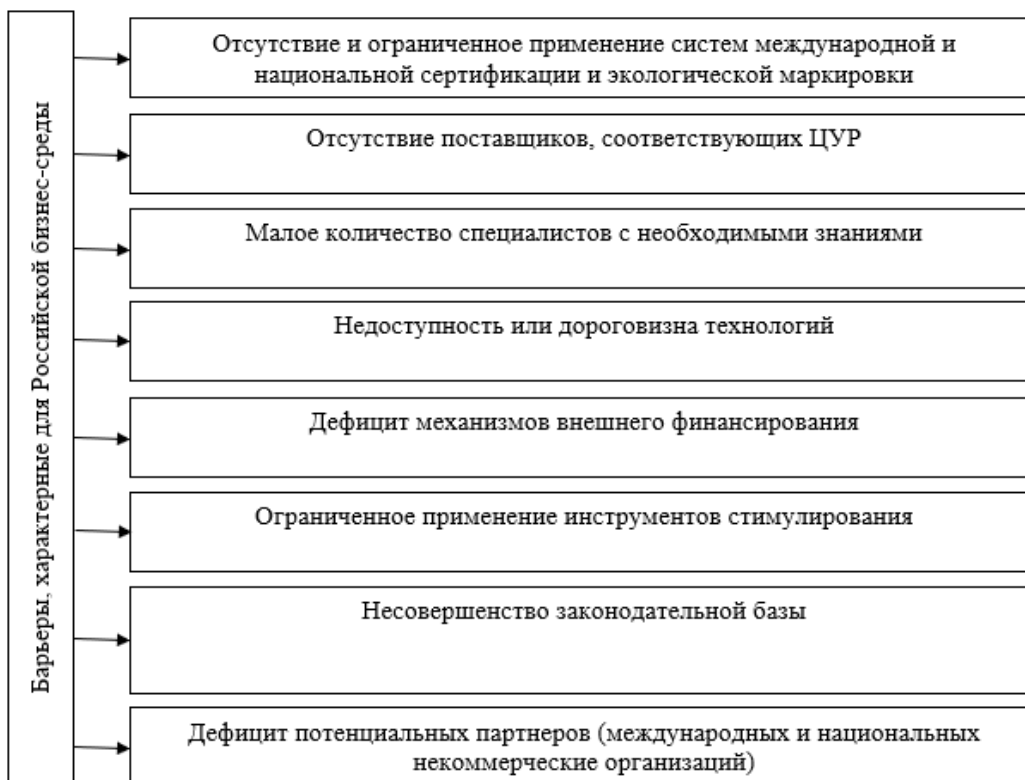 Барьеры, характерные для Российской бизнес-среды
Отсутствие и ограниченное применение систем международной и
национальной сертификации и экологической маркировки
Отсутствие поставщиков, соответствующих ЦУР
Малое количество специалистов с необходимыми знаниями
Недоступность или дороговизна технологий
Дефицит механизмов внешнего финансирования
Ограниченное применение инструментов стимулирования
Несовершенство законодательной базы
Дефицит потенциальных партнеров (международных и национальных
некоммерческие организаций)